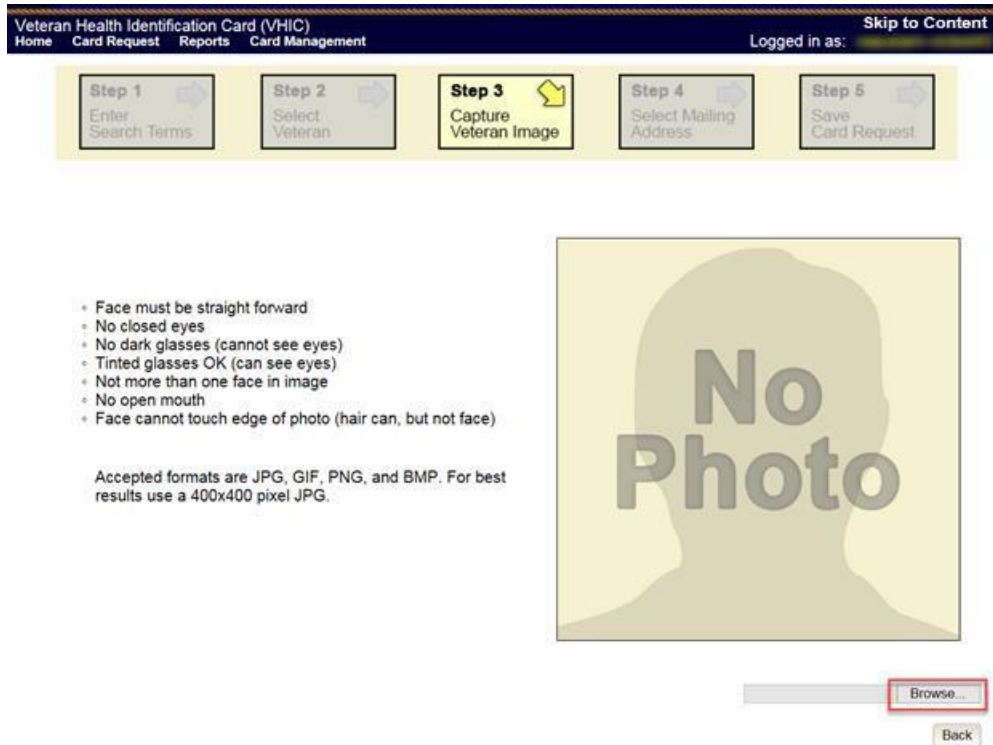 Veteran Health Identification Card (VHIC)
Skip to Content
Home Card Request Reports Card Management
Logged in as:
Step 1
Enter
Search Terms
Step 2
Select
Veteran
Step 3
Capture
Veteran Image
Step 4
Select Mailing
Address
Step 5
Save
Card Request
Face must be straight forward
No closed eyes
No dark glasses (cannot see eyes)
Tinted glasses OK (can see eyes)
Not more than one face in image
No open mouth
Face cannot touch edge of photo (hair can, but not face)
Accepted formats are JPG, GIF, PNG, and BMP. For best
results use a 400x400 pixel JPG.
No
Photo
Browse...
Back